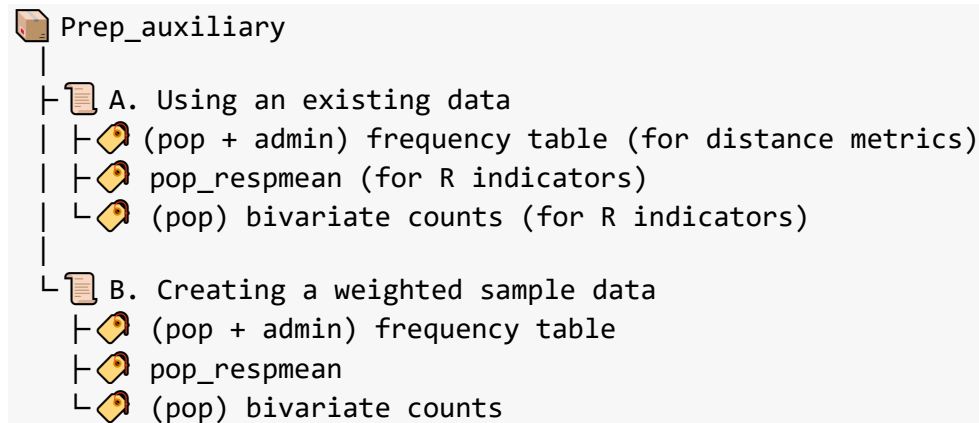 Prep_auxiliary
A. Using an existing data
(pop + admin) frequency table (for distance metrics)
pop_respmean (for R indicators)
(pop) bivariate counts (for R indicators)
B. Creating a weighted sample data
(pop + admin) frequency table
pop_respmean
(pop) bivariate counts